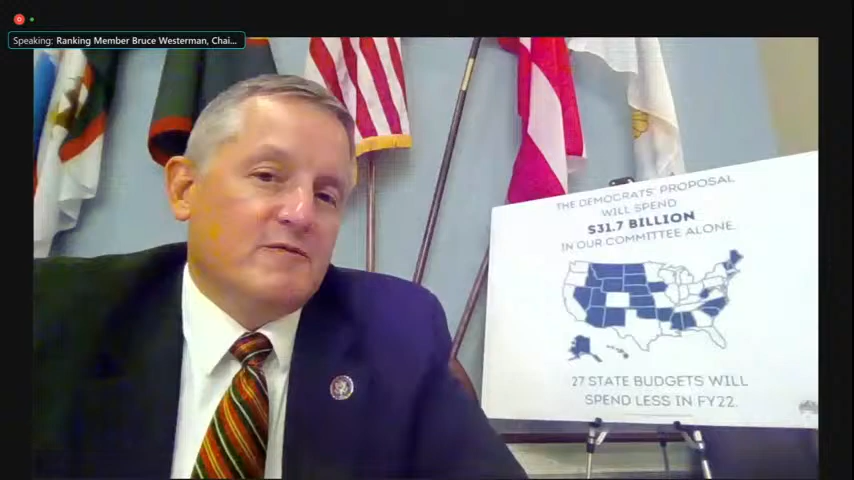 Speaking: Ranking Member Bruce Westerman, Chai...
THE DEMOCRATS' PROPOSAL
WILL SPEND
$31.7 BILLION
IN OUR COMMITTEE ALONE.
27 STATE BUDGETS WILL
SPEND LESS IN FY22.